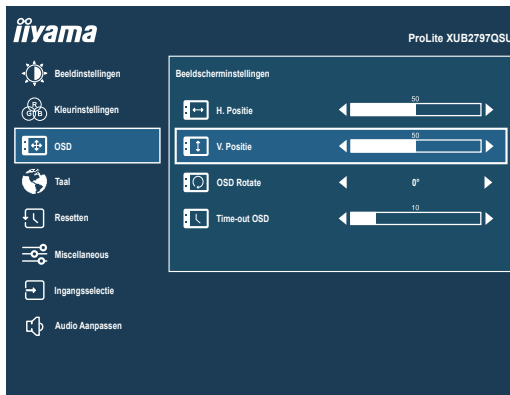 iiyama
ProLite XUB2797QSU
Beeldinstellingen
Kleurinstellingen
R
G B
OSD
Taal
Resetten
Miscellaneous
Ingangsselectie
Audio Aanpassen
Beeldscherminstellingen
H. Positie
50
V. Positie
50
OSD Rotate
0°
Time-out OSD
10